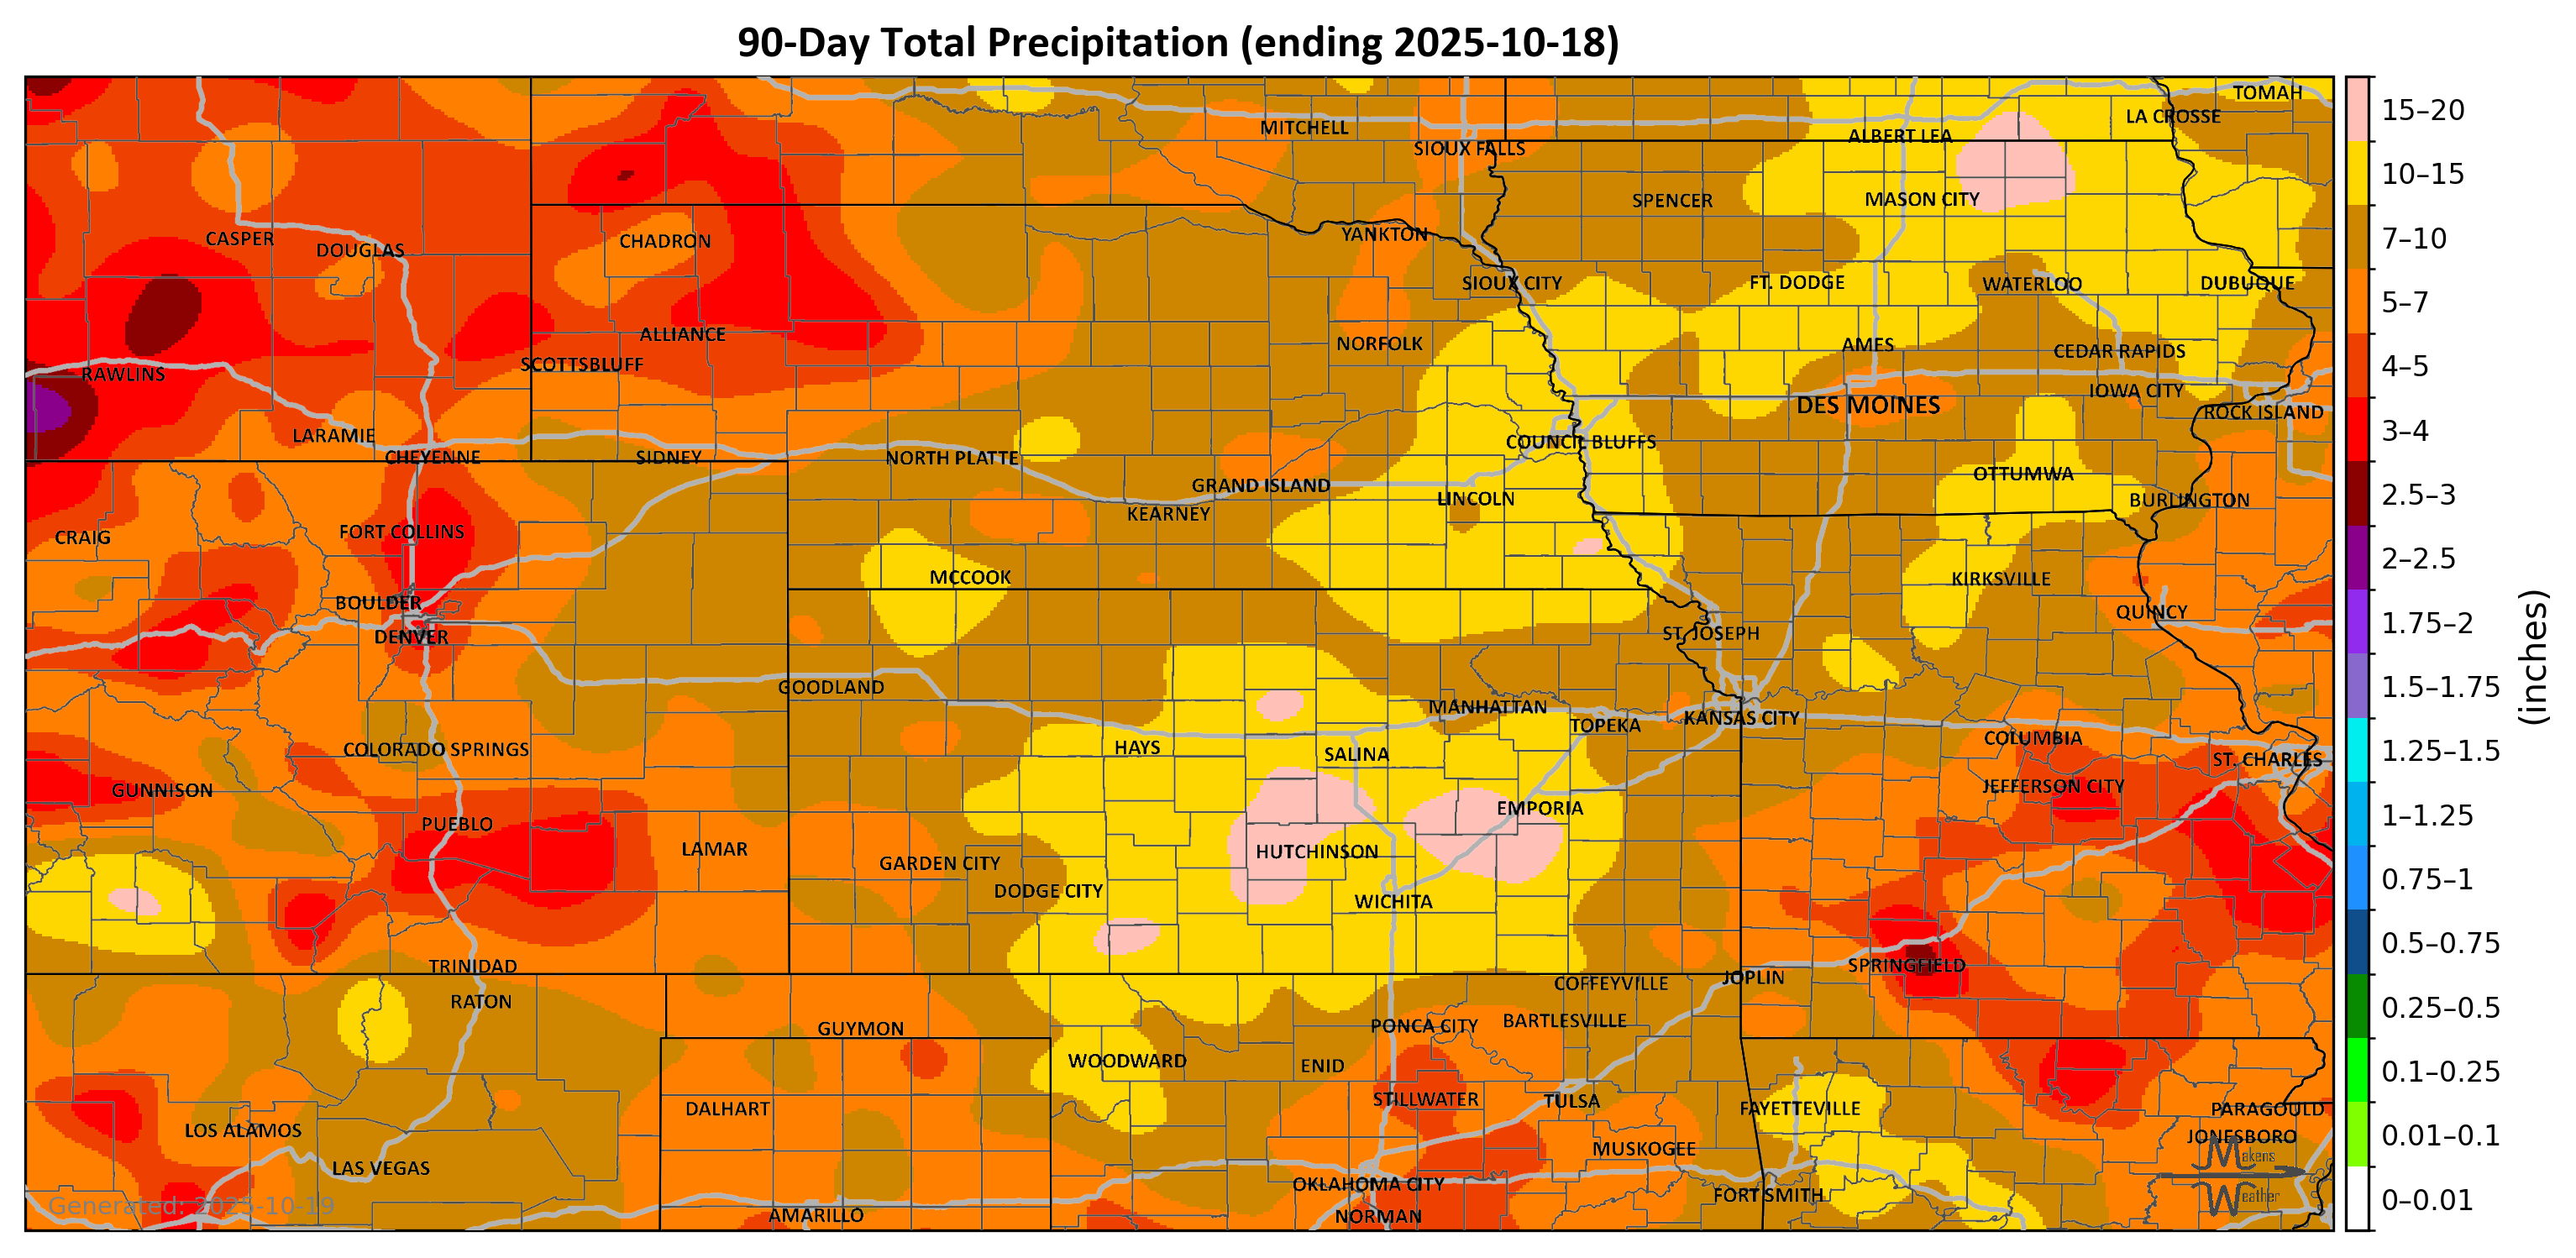 90-Day Total Precipitation (ending 2025-10-18)
TOMAH
LA CROSSE
MITCHELL
ALBERT LEA
SIOUX FALLS
SPENCER
MASON CITY
CASPER
DOUGLAS
CHADRON
YANKTON
SIOUX CITY
FT. DODGE
WATERLOO
DUBUQUE
ALLIANCE
NORFOLK
AMES
CEDAR RAPIDS
SCOTTSBLUFF
RAWLINS
IOWA CITY
DES MOINES
ROCK ISLAND
LARAMIE
COUNCIL BLUFFS
CHEYENNE
SIDNEY
NORTH PLATTE
OTTUMWA
GRAND ISLAND
LINCOLN
BURLINGTON
KEARNEY
FORT COLLINS
CRAIG
MCCOOK
KIRKSVILLE
BOULDER
QUINCY
DENVER
ST. JOSEPH
GOODLAND
MANHATTAN
TOPEKA
KANSAS CITY
COLUMBIA
COLORADO SPRINGS
HAYS
SALINA
ST. CHARLES
GUNNISON
JEFFERSON CITY
EMPORIA
PUEBLO
LAMAR
GARDEN CITY
HUTCHINSON
DODGE CITY
WICHITA
TRINIDAD
SPRINGFIELD
JOPLIN
COFFEYVILLE
RATON
GUYMON
PONCA CITY
BARTLESVILLE
WOODWARD
ENID
STILLWATER
TULSA
DALHART
FAYETTEVILLE
PARAGOULD
LOS ALAMOS
JONESBORO
MUSKOGEE
LAS VEGAS
OKLAHOMA CITY
FORT SMITH
AMARILLO
NORMAN
Makens
Weather
Generated: 2025-10-19
15–20
10–15
7–10
5–7
4–5
3–4
2.5–3
2–2.5
1.75–2
1.5–1.75
1.25–1.5
1–1.25
0.75–1
0.5–0.75
0.25–0.5
0.1–0.25
0.01–0.1
0–0.01
(inches)